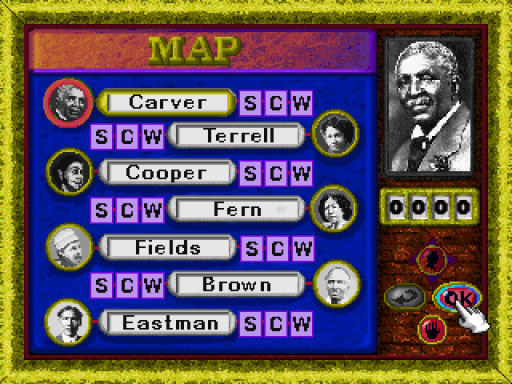 MAP
Carver S C W
S C W Terrell
Cooper S C W
S C W Fern
Fields S C W
S C W Brown
Eastman S C W
0000
OK